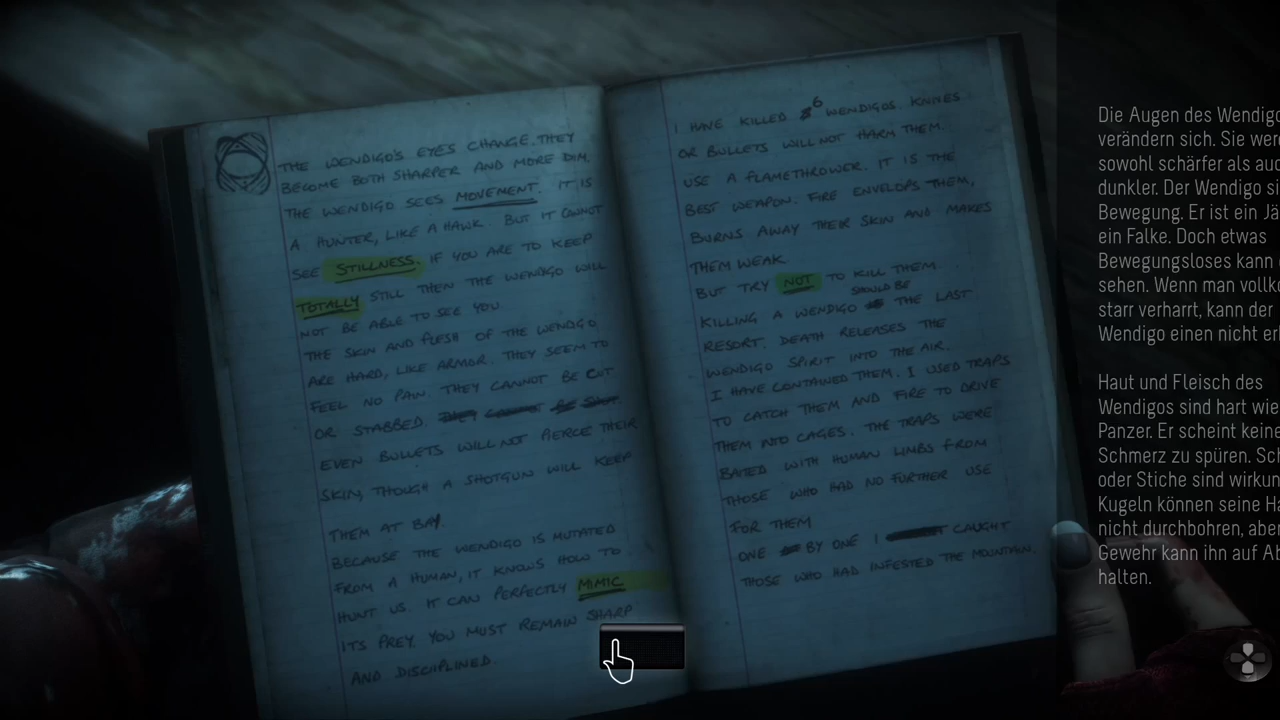 THE WENDIGO'S EYES CHANGE. THEY
BECOME BOTH SHARPER AND MORE DIM.
THE WENDIGO SEES MOVEMENT. IT IS
A HUNTER, LIKE A HAWK. BUT IT CANNOT
SEE STILLNESS. IF YOU ARE TO KEEP
TOTALLY STILL THEN THE WENDIGO WILL
NOT BE ABLE TO SEE YOU.
THE SKIN AND FLESH OF THE WENDIGO
ARE HARD, LIKE ARMOR. THEY SEEM TO
FEEL NO PAIN. THEY CANNOT BE CUT
OR STABBED.
EVEN BULLETS WILL NOT PIERCE THEIR
SKIN, THOUGH A SHOTGUN WILL KEEP
THEM AT BAY.
BECAUSE THE WENDIGO IS MUTATED
FROM A HUMAN, IT KNOWS HOW TO
HUNT US. IT CAN PERFECTLY MIMIC
ITS PREY. YOU MUST REMAIN SHARP
AND DISCIPLINED.
I HAVE KILLED 6 WENDIGOS. KNIVES
OR BULLETS WILL NOT HARM THEM.
USE A FLAMETHROWER. IT IS THE
BEST WEAPON. FIRE ENVELOPS THEM,
BURNS AWAY THEIR SKIN AND MAKES
THEM WEAK.
BUT TRY NOT TO KILL THEM.
KILLING A WENDIGO SHOULD BE THE LAST
RESORT. DEATH RELEASES THE
WENDIGO SPIRIT INTO THE AIR.
I HAVE CONTAINED THEM. I USED TRAPS
TO CATCH THEM AND FIRE TO DRIVE
THEM INTO CAGES. THE TRAPS WERE
BAITED WITH HUMAN LIMBS FROM
THOSE WHO HAD NO FURTHER USE
FOR THEM
ONE BY ONE I CAUGHT
THOSE WHO HAD INFESTED THE MOUNTAIN.
Die Augen des Wendigo
verändern sich. Sie wer
sowohl schärfer als au
dunkler. Der Wendigo si
Bewegung. Er ist ein Jä
ein Falke. Doch etwas
Bewegungsloses kann
sehen. Wenn man vollko
starr verharrt, kann der
Wendigo einen nicht er
Haut und Fleisch des
Wendigos sind hart wie
Panzer. Er scheint keine
Schmerz zu spüren. Sch
oder Stiche sind wirkun
Kugeln können seine Ha
nicht durchbohren, abe
Gewehr kann ihn auf Ab
halten.